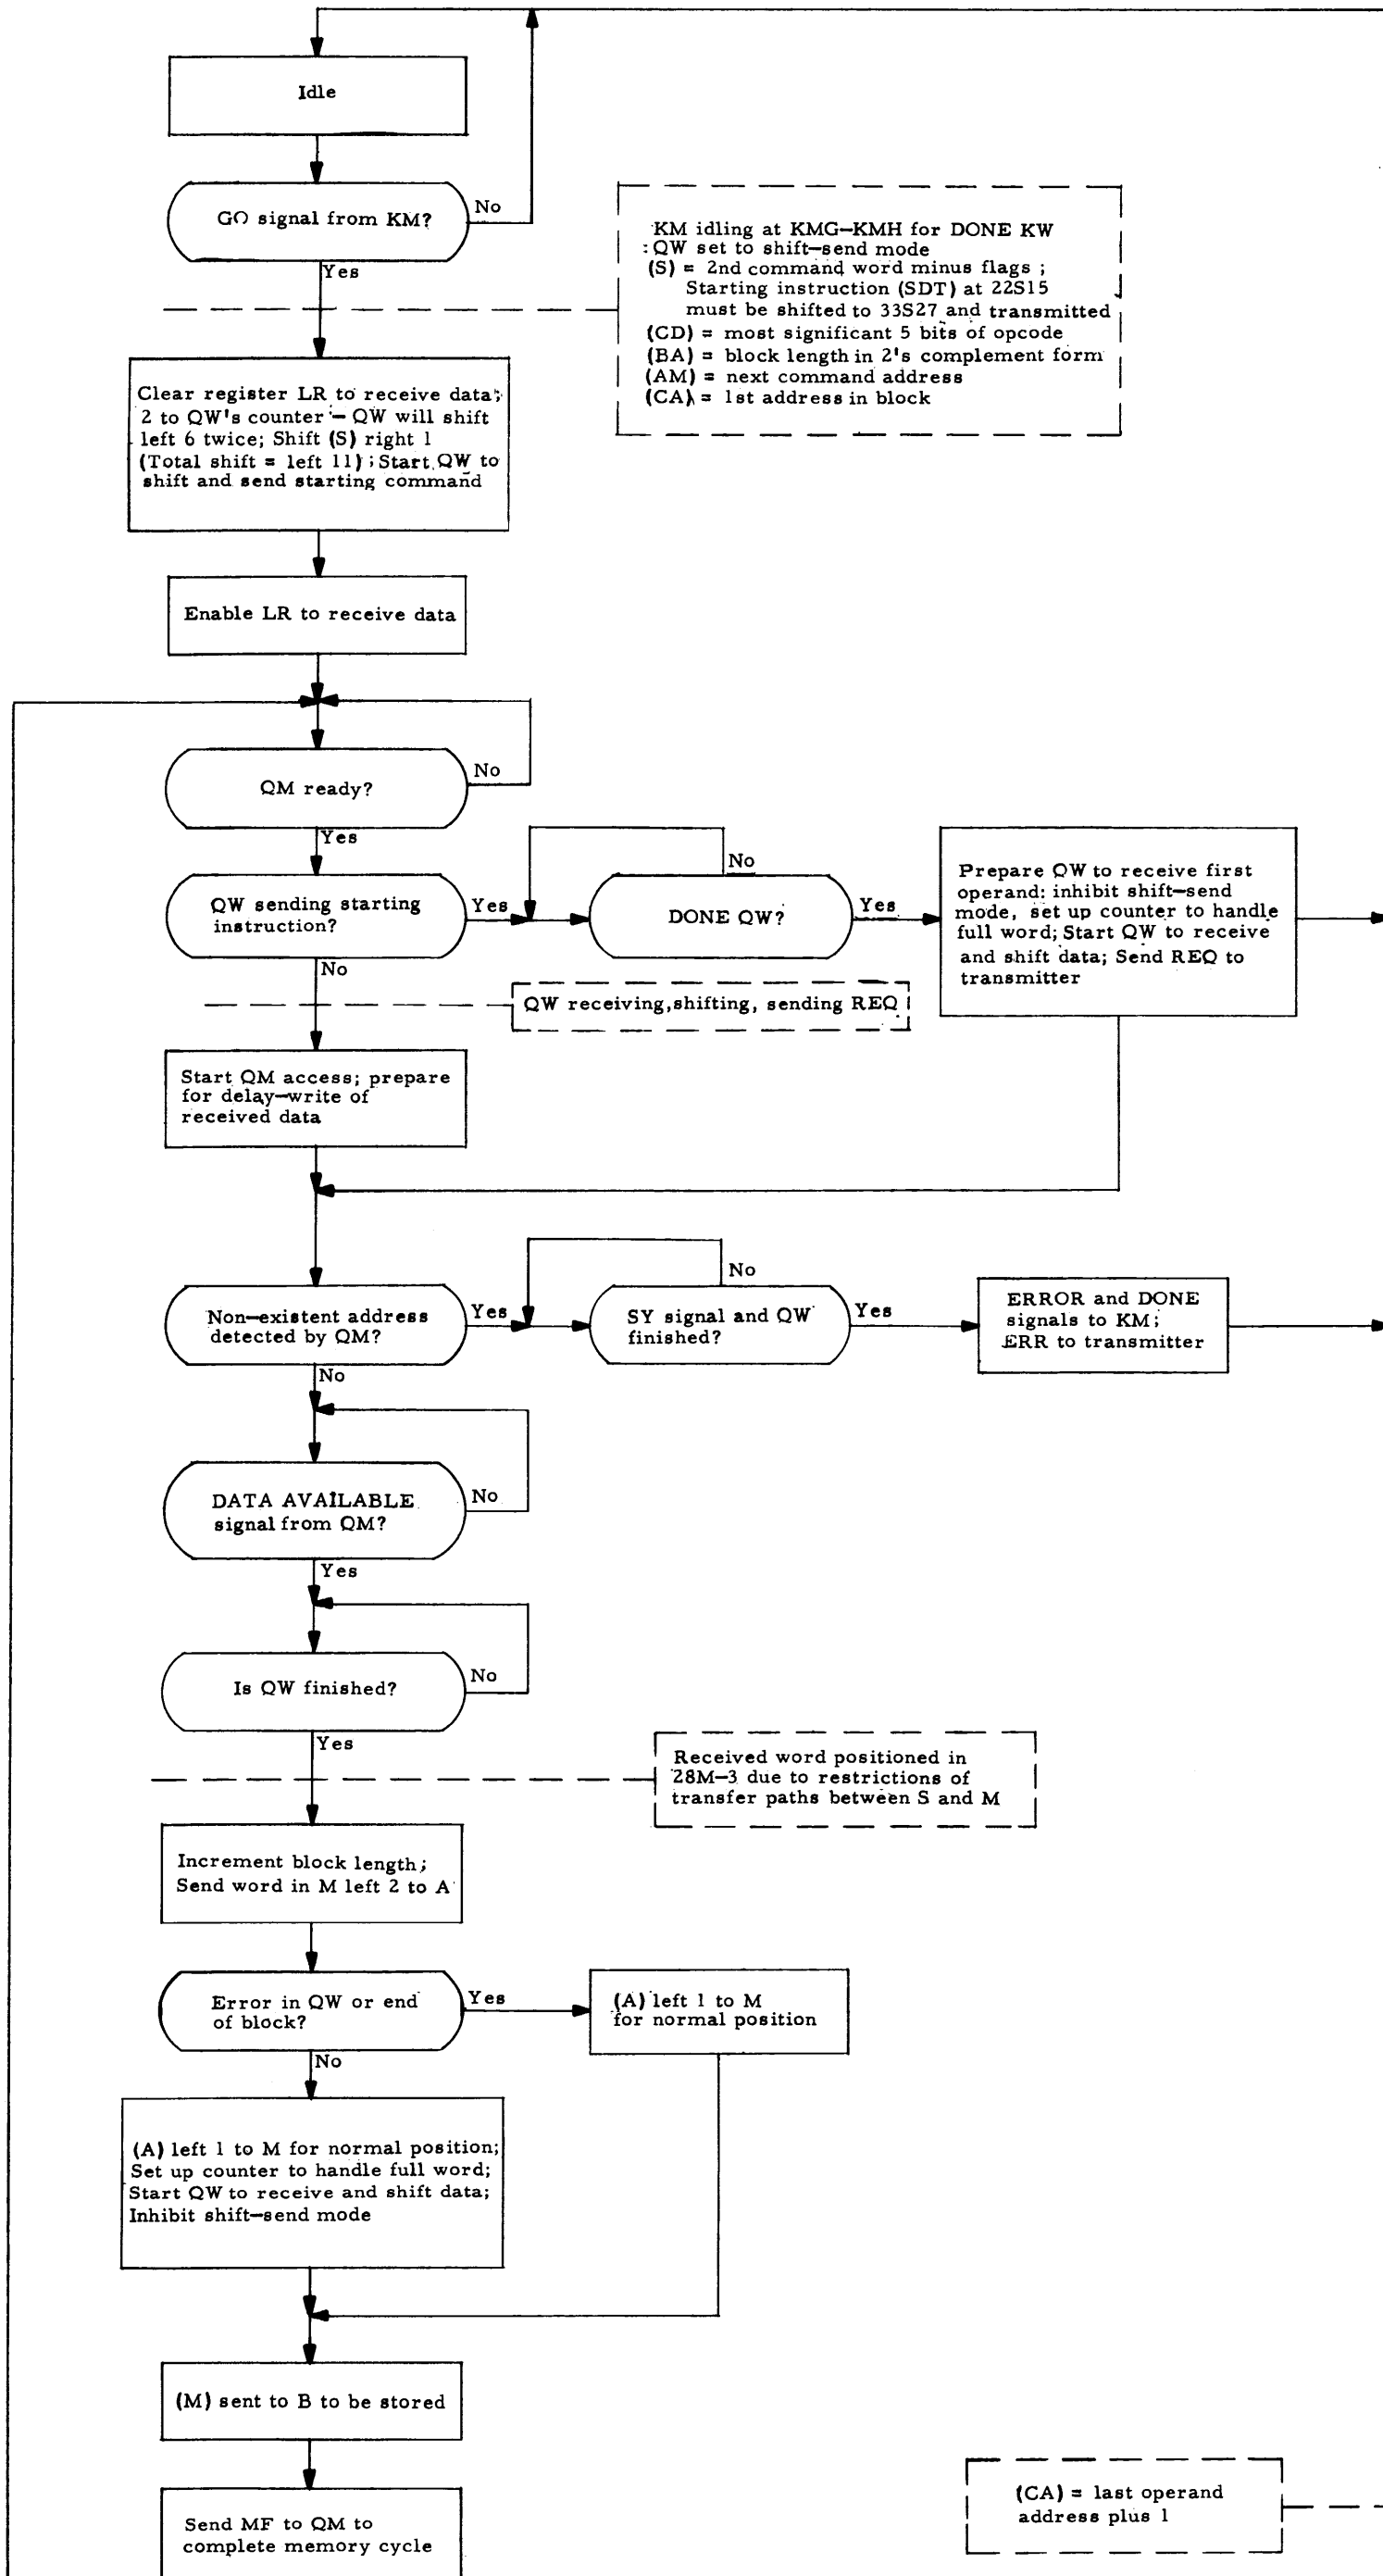 Idle
GO signal from KM?
No
Yes
KM idling at KMG-KMH for DONE KW
QW set to shift-send mode
(S) = 2nd command word minus flags ;
Starting instruction (SDT) at 22S15
must be shifted to 33S27 and transmitted
(CD) = most significant 5 bits of opcode
(BA) = block length in 2's complement form
(AM) = next command address
(CA) = 1st address in block
Clear register LR to receive data;
2 to QW's counter - QW will shift
left 6 twice; Shift (S) right 1
(Total shift = left 11) ; Start QW to
shift and send starting command
Enable LR to receive data
QM ready?
No
Yes
QW sending starting
instruction?
Yes
No
DONE QW?
No
Yes
Prepare QW to receive first
operand: inhibit shift-send
mode, set up counter to handle
full word; Start QW to receive
and shift data; Send REQ to
transmitter
QW receiving, shifting, sending REQ
Start QM access; prepare
for delay-write of
received data
Non-existent address
detected by QM?
Yes
No
SY signal and QW
finished?
No
Yes
ERROR and DONE
signals to KM;
ERR to transmitter
DATA AVAILABLE
signal from QM?
No
Yes
Is QW finished?
No
Yes
Received word positioned in
28M-3 due to restrictions of
transfer paths between S and M
Increment block length;
Send word in M left 2 to A
Error in QW or end
of block?
Yes
No
(A) left 1 to M
for normal position
(A) left 1 to M for normal position;
Set up counter to handle full word;
Start QW to receive and shift data;
Inhibit shift-send mode
(M) sent to B to be stored
Send MF to QM to
complete memory cycle
(CA) = last operand
address plus 1